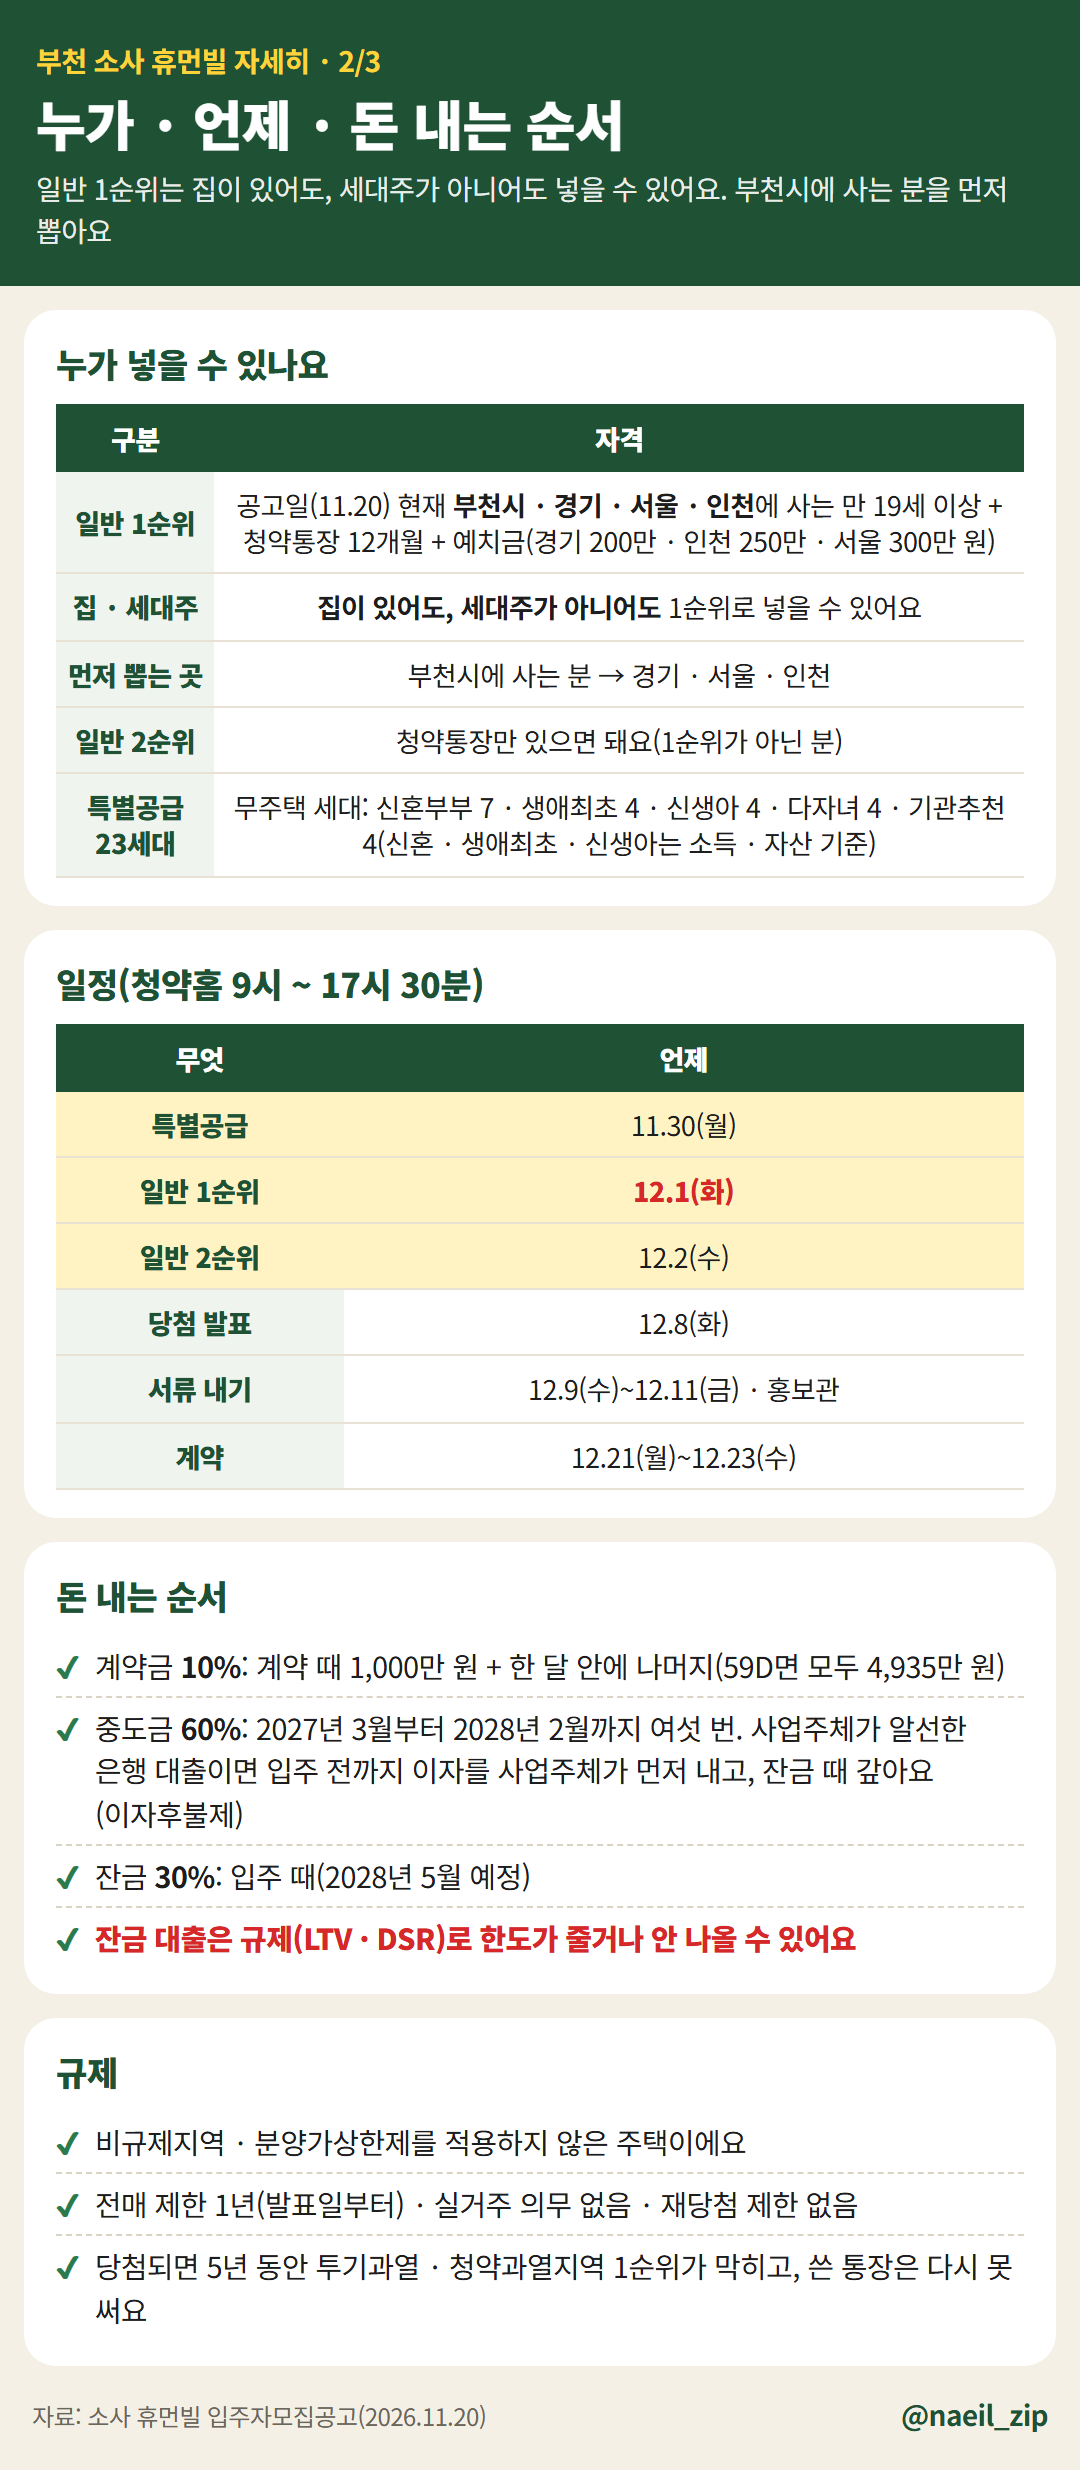 부천 소사 휴먼빌 자세히 · 2/3
누가 · 언제 · 돈 내는 순서
일반 1순위는 집이 있어도, 세대주가 아니어도 넣을 수 있어요. 부천시에 사는 분을 먼저
뽑아요
누가 넣을 수 있나요
구분 자격
일반 1순위 공고일(11.20) 현재 부천시 · 경기 · 서울 · 인천에 사는 만 19세 이상 +
청약통장 12개월 + 예치금(경기 200만 · 인천 250만 · 서울 300만 원)
집 · 세대주 집이 있어도, 세대주가 아니어도 1순위로 넣을 수 있어요
먼저 뽑는 곳 부천시에 사는 분 → 경기 · 서울 · 인천
일반 2순위 청약통장만 있으면 돼요(1순위가 아닌 분)
특별공급 무주택 세대: 신혼부부 7 · 생애최초 4 · 신생아 4 · 다자녀 4 · 기관추천
23세대 4(신혼 · 생애최초 · 신생아는 소득 · 자산 기준)
일정(청약홈 9시 ~ 17시 30분)
무엇 언제
특별공급 11.30(월)
일반 1순위 12.1(화)
일반 2순위 12.2(수)
당첨 발표 12.8(화)
서류 내기 12.9(수)~12.11(금) · 홍보관
계약 12.21(월)~12.23(수)
돈 내는 순서
✔ 계약금 10%: 계약 때 1,000만 원 + 한 달 안에 나머지(59D면 모두 4,935만 원)
✔ 중도금 60%: 2027년 3월부터 2028년 2월까지 여섯 번. 사업주체가 알선한
은행 대출이면 입주 전까지 이자를 사업주체가 먼저 내고, 잔금 때 갚아요
(이자후불제)
✔ 잔금 30%: 입주 때(2028년 5월 예정)
✔ 잔금 대출은 규제(LTV · DSR)로 한도가 줄거나 안 나올 수 있어요
규제
✔ 비규제지역 · 분양가상한제를 적용하지 않은 주택이에요
✔ 전매 제한 1년(발표일부터) · 실거주 의무 없음 · 재당첨 제한 없음
✔ 당첨되면 5년 동안 투기과열 · 청약과열지역 1순위가 막히고, 쓴 통장은 다시 못
써요
자료: 소사 휴먼빌 입주자모집공고(2026.11.20)
@naeil_zip